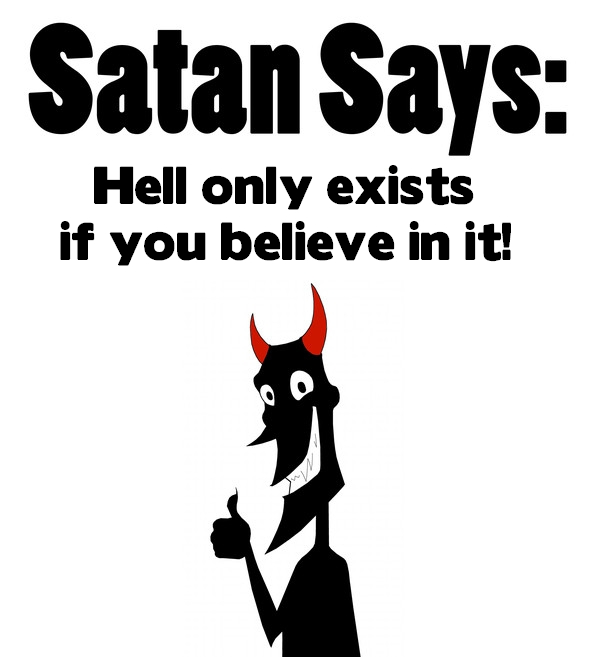 Satan Says:
Hell only exists
if you believe in it!